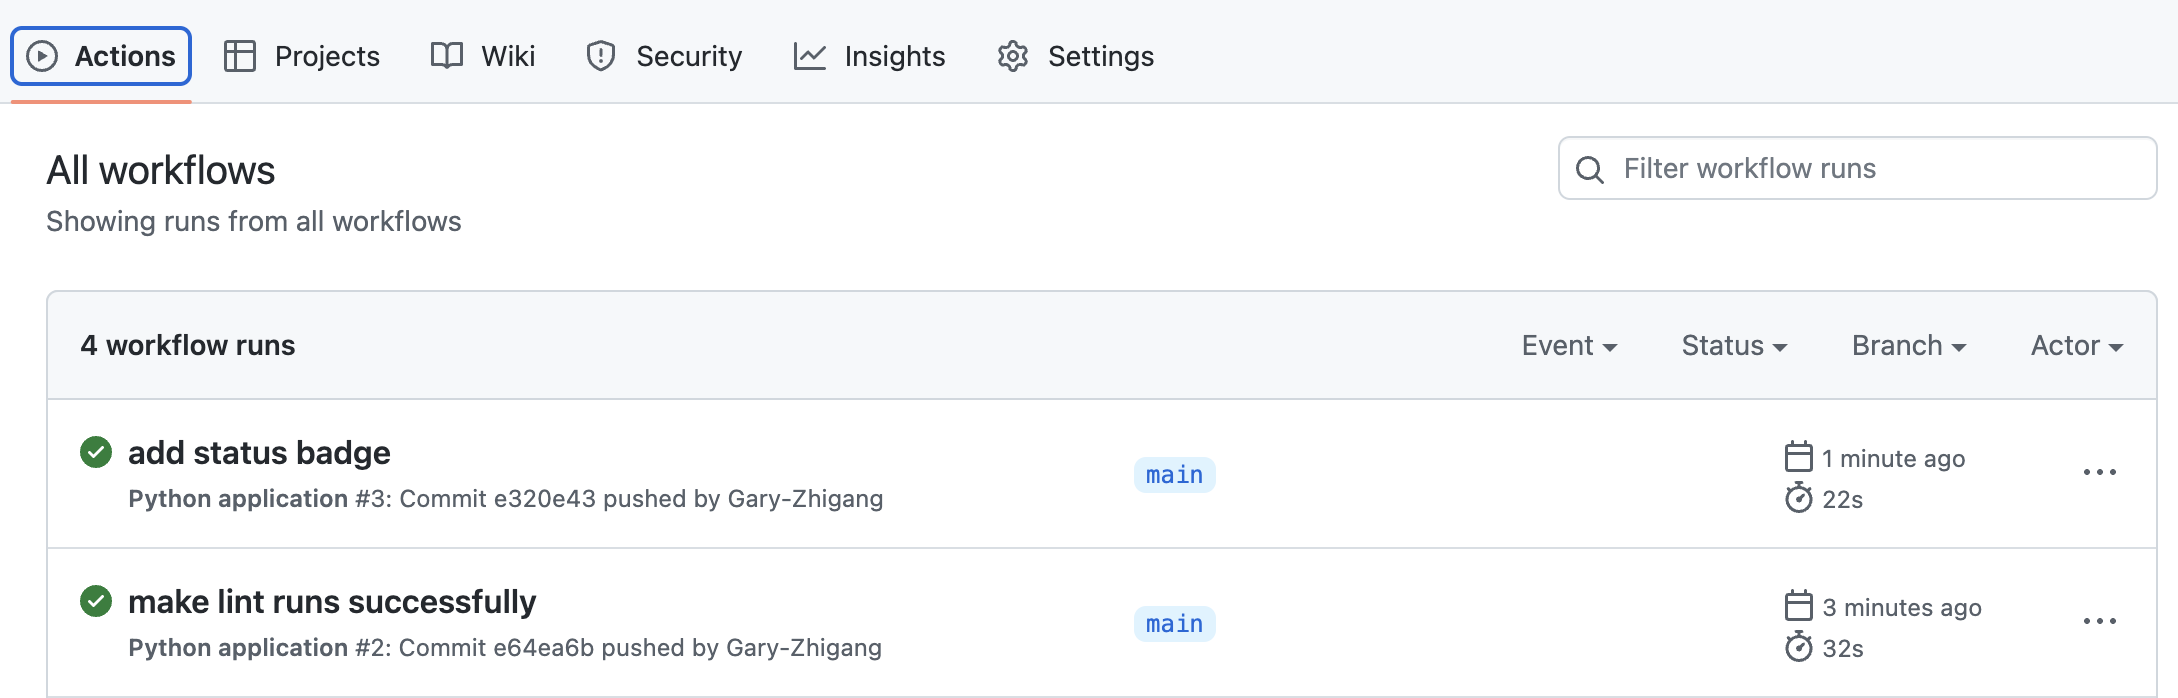 Actions Projects Wiki Security Insights Settings
All workflows
Filter workflow runs
Showing runs from all workflows
4 workflow runs Event Status Branch Actor
add status badge
Python application #3: Commit e320e43 pushed by Gary-Zhigang
main
1 minute ago
22s
make lint runs successfully
Python application #2: Commit e64ea6b pushed by Gary-Zhigang
main
3 minutes ago
32s